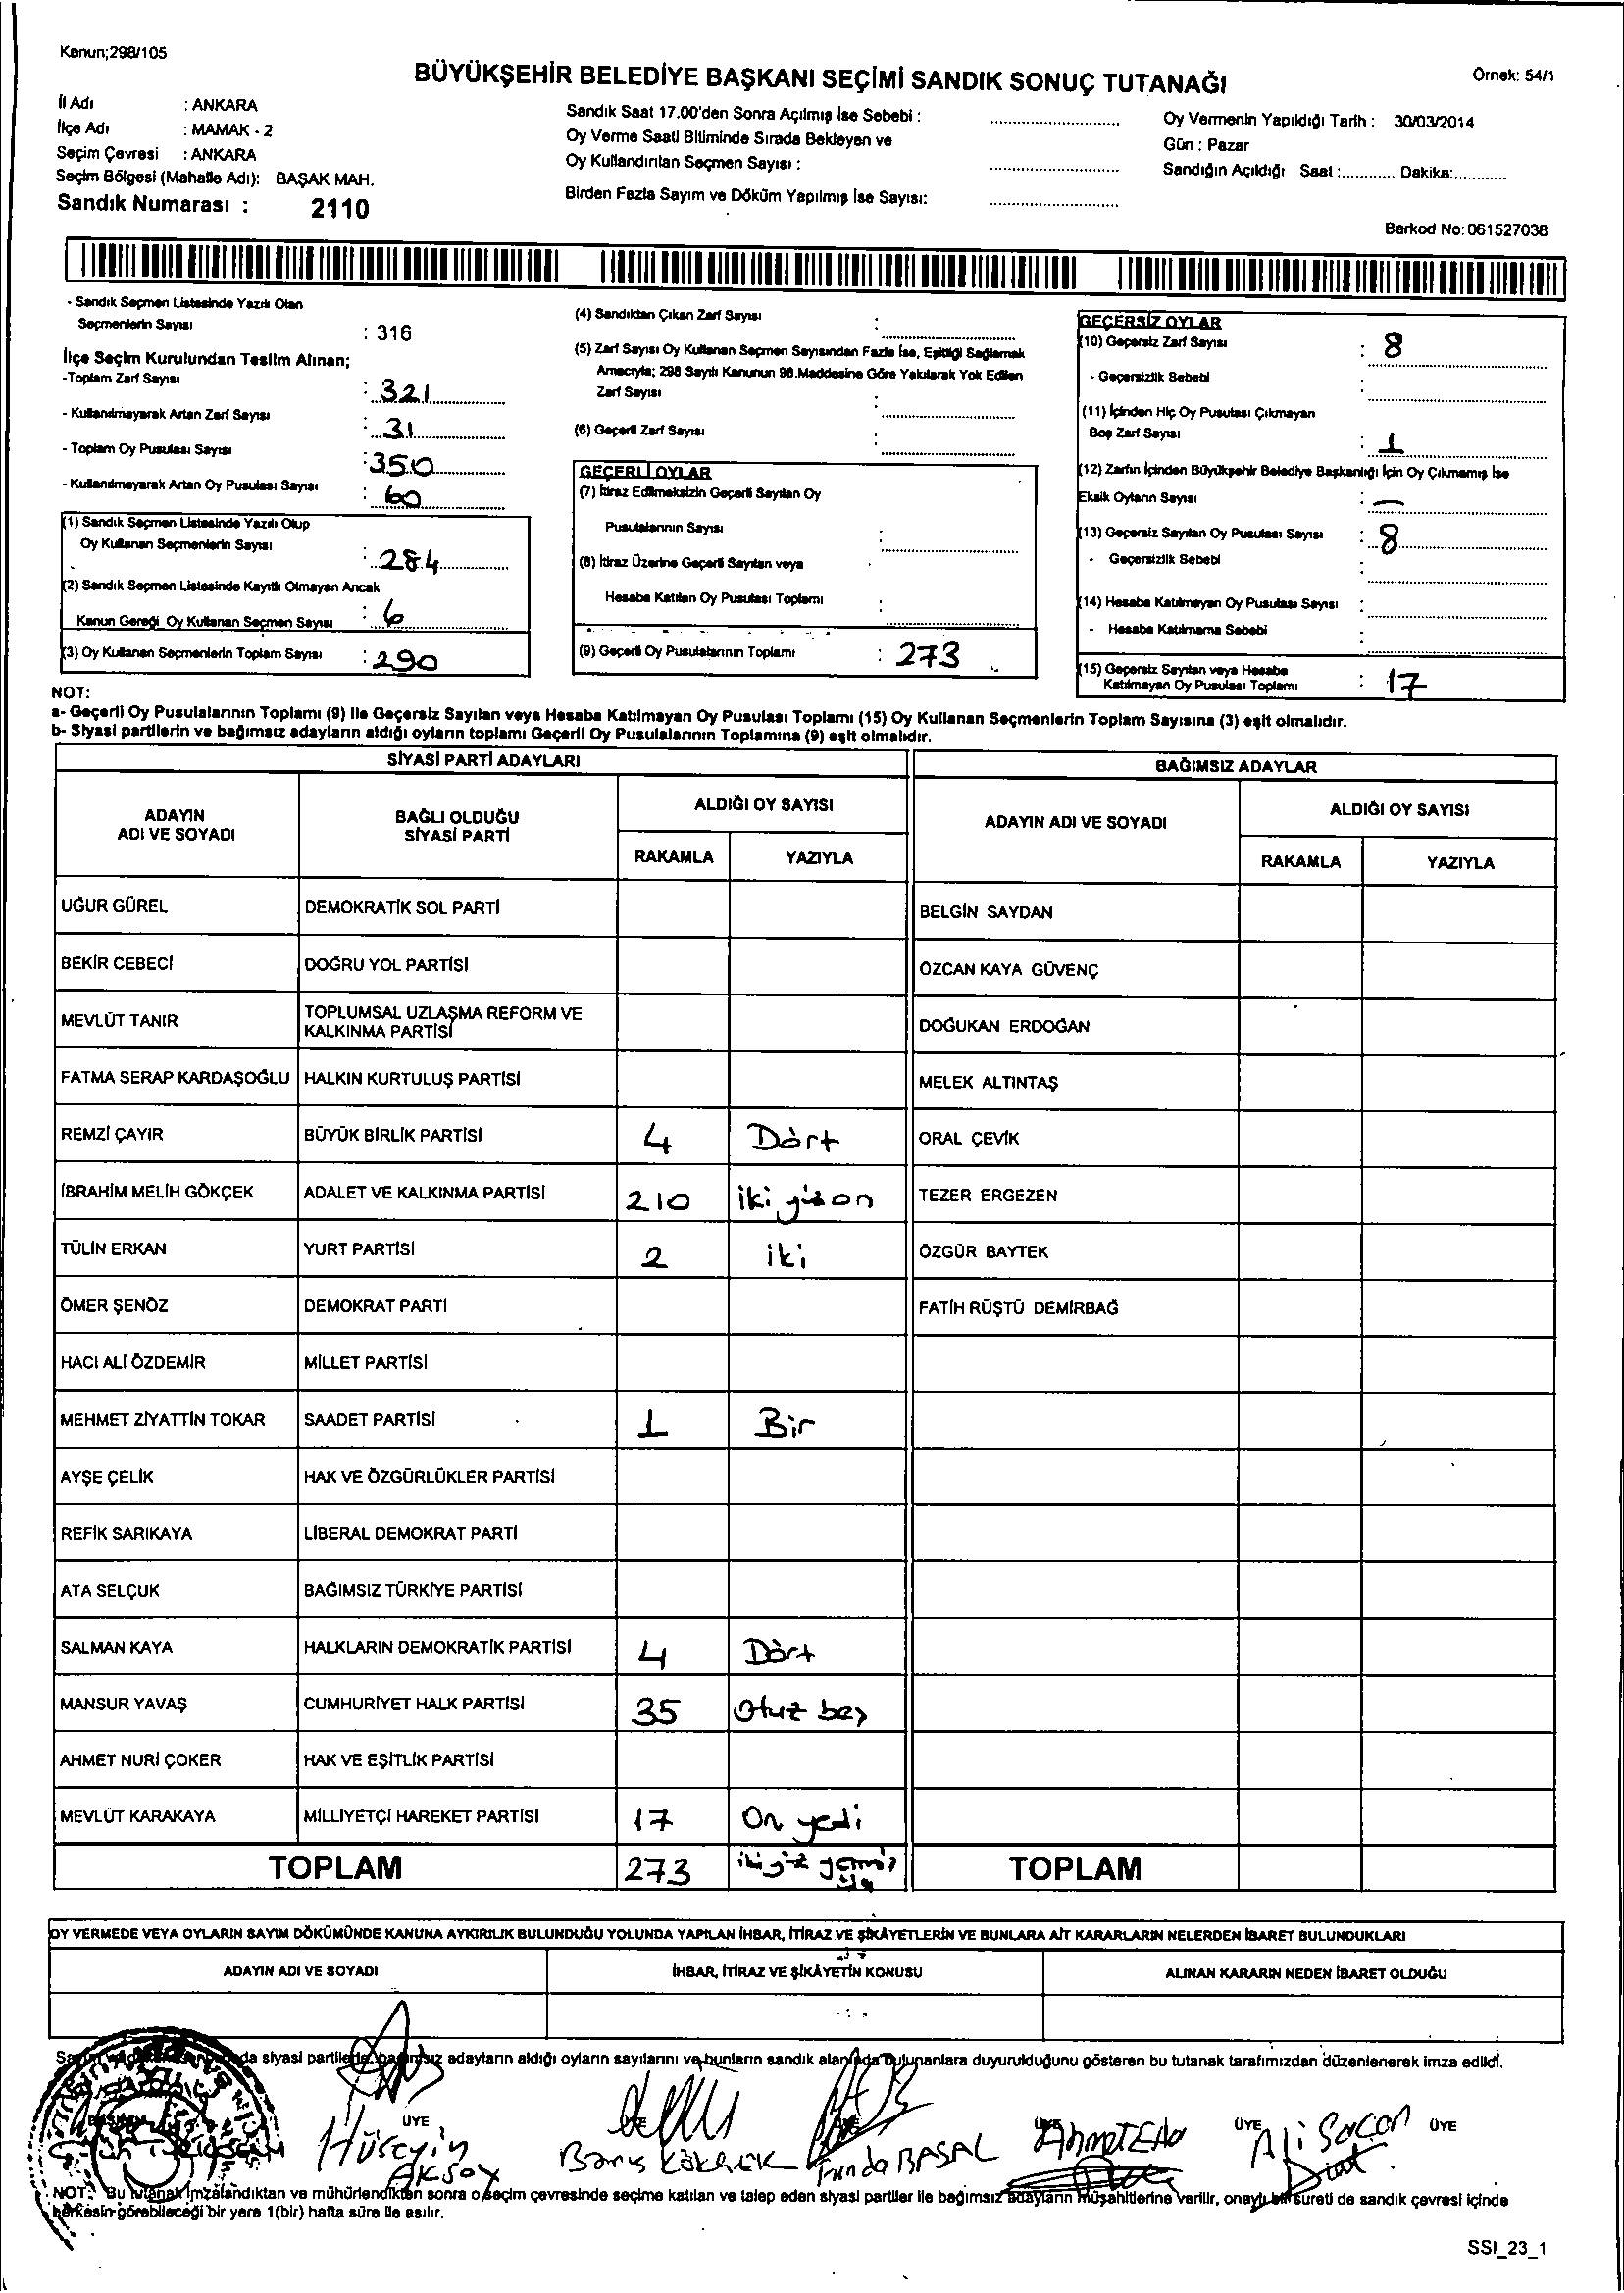 Kanun;298/105
BÜYÜKŞEHİR BELEDİYE BAŞKANI SEÇİMİ SANDIK SONUÇ TUTANAĞI
Örnek: 54/1
İl Adı : ANKARA
İlçe Adı : MAMAK - 2
Seçim Çevresi : ANKARA
Seçim Bölgesi (Mahalle Adı): BAŞAK MAH.
Sandık Numarası : 2110
Sandık Saat 17.00'den Sonra Açılmış İse Sebebi : ..............
Oy Verme Saati Bitiminde Sırada Bekleyen ve
Oy Kullandırılan Seçmen Sayısı : ..............
Birden Fazla Sayım ve Döküm Yapılmış İse Sayısı: ..............
Oy Vermenin Yapıldığı Tarih : 30/03/2014
Gün : Pazar
Sandığın Açıldığı Saat :............ Dakika:............
Barkod No: 061527038
- Sandık Seçmen Listesinde Yazılı Olan
Seçmenlerin Sayısı : 316
İlçe Seçim Kurulundan Teslim Alınan;
-Toplam Zarf Sayısı : 321
- Kullanılmayarak Artan Zarf Sayısı : 31
- Toplam Oy Pusulası Sayısı : 350
- Kullanılmayarak Artan Oy Pusulası Sayısı : 60
(1) Sandık Seçmen Listesinde Yazılı Olup
Oy Kullanan Seçmenlerin Sayısı : 284
(2) Sandık Seçmen Listesinde Kayıtlı Olmayan Ancak
Kanun Gereği Oy Kullanan Seçmen Sayısı : 6
(3) Oy Kullanan Seçmenlerin Toplam Sayısı : 290
(4) Sandıktan Çıkan Zarf Sayısı :
(5) Zarf Sayısı Oy Kullanan Seçmen Sayısından Fazla İse, Eşitliği Sağlamak
Amacıyla; 298 Sayılı Kanunun 98.Maddesine Göre Yakılarak Yok Edilen
Zarf Sayısı :
(6) Geçerli Zarf Sayısı :
GEÇERLİ OYLAR
(7) İtiraz Edilmeksizin Geçerli Sayılan Oy
Pusulalarının Sayısı :
(8) İtiraz Üzerine Geçerli Sayılan veya
Hesaba Katılan Oy Pusulası Toplamı :
(9) Geçerli Oy Pusulalarının Toplamı : 273
GEÇERSİZ OYLAR
(10) Geçersiz Zarf Sayısı : 8
- Geçersizlik Sebebi :
(11) İçinden Hiç Oy Pusulası Çıkmayan
Boş Zarf Sayısı : 1
(12) Zarfın İçinden Büyükşehir Belediye Başkanlığı İçin Oy Çıkmamış İse
Eksik Oyların Sayısı : -
(13) Geçersiz Sayılan Oy Pusulası Sayısı : 8
- Geçersizlik Sebebi :
(14) Hesaba Katılmayan Oy Pusulası Sayısı :
- Hesaba Katılmama Sebebi :
(15) Geçersiz Sayılan veya Hesaba
Katılmayan Oy Pusulası Toplamı : 17
NOT:
a- Geçerli Oy Pusulalarının Toplamı (9) ile Geçersiz Sayılan veya Hesaba Katılmayan Oy Pusulası Toplamı (15) Oy Kullanan Seçmenlerin Toplam Sayısına (3) eşit olmalıdır.
b- Siyasi partilerin ve bağımsız adayların aldığı oyların toplamı Geçerli Oy Pusulalarının Toplamına (9) eşit olmalıdır.
SİYASİ PARTİ ADAYLARI
BAĞIMSIZ ADAYLAR
ADAYIN ADI VE SOYADI
BAĞLI OLDUĞU SİYASİ PARTİ
ALDIĞI OY SAYISI
RAKAMLA YAZIYLA
ADAYIN ADI VE SOYADI
ALDIĞI OY SAYISI
RAKAMLA YAZIYLA
UĞUR GÜREL DEMOKRATİK SOL PARTİ BELGİN SAYDAN
BEKİR CEBECİ DOĞRU YOL PARTİSİ ÖZCAN KAYA GÜVENÇ
MEVLÜT TANIR TOPLUMSAL UZLAŞMA REFORM VE KALKINMA PARTİSİ DOĞUKAN ERDOĞAN
FATMA SERAP KARDAŞOĞLU HALKIN KURTULUŞ PARTİSİ MELEK ALTINTAŞ
REMZİ ÇAYIR BÜYÜK BİRLİK PARTİSİ 4 Dört ORAL ÇEVİK
İBRAHİM MELİH GÖKÇEK ADALET VE KALKINMA PARTİSİ 210 iki yüz on TEZER ERGEZEN
TÜLİN ERKAN YURT PARTİSİ 2 iki ÖZGÜR BAYTEK
ÖMER ŞENÖZ DEMOKRAT PARTİ FATİH RÜŞTÜ DEMİRBAĞ
HACI ALİ ÖZDEMİR MİLLET PARTİSİ
MEHMET ZİYATTİN TOKAR SAADET PARTİSİ 1 Bir
AYŞE ÇELİK HAK VE ÖZGÜRLÜKLER PARTİSİ
REFİK SARIKAYA LİBERAL DEMOKRAT PARTİ
ATA SELÇUK BAĞIMSIZ TÜRKİYE PARTİSİ
SALMAN KAYA HALKLARIN DEMOKRATİK PARTİSİ 4 Dört
MANSUR YAVAŞ CUMHURİYET HALK PARTİSİ 35 Otuz beş
AHMET NURİ ÇOKER HAK VE EŞİTLİK PARTİSİ
MEVLÜT KARAKAYA MİLLİYETÇİ HAREKET PARTİSİ 17 On yedi
TOPLAM 273 iki yüz yetmiş üç TOPLAM
OY VERMEDE VEYA OYLARIN SAYIM DÖKÜMÜNDE KANUNA AYKIRILIK BULUNDUĞU YOLUNDA YAPILAN İHBAR, İTİRAZ VE ŞİKÂYETLERİN VE BUNLARA AİT KARARLARIN NELERDEN İBARET BULUNDUKLARI
ADAYIN ADI VE SOYADI İHBAR, İTİRAZ VE ŞİKÂYETİN KONUSU ALINAN KARARIN NEDEN İBARET OLDUĞU
siyasi partilerle, bağımsız adayların aldığı oyların sayılarını ve bunların sandık alanında bulunanlara duyurulduğunu gösteren bu tutanak tarafımızdan düzenlenerek imza edildi.
ÜYE ÜYE ÜYE
Hüseyin Aksoy Barış Funda BASAL Ahmet Ali
NOT: Bu tutanak imzalandıktan ve mühürlendikten sonra o seçim çevresinde seçime katılan ve talep eden siyasi partiler ile bağımsız adayların müşahitlerine verilir, onaylı bir sureti de sandık çevresi içinde
herkesin görebileceği bir yere 1(bir) hafta süre ile asılır.
SSI_23_1